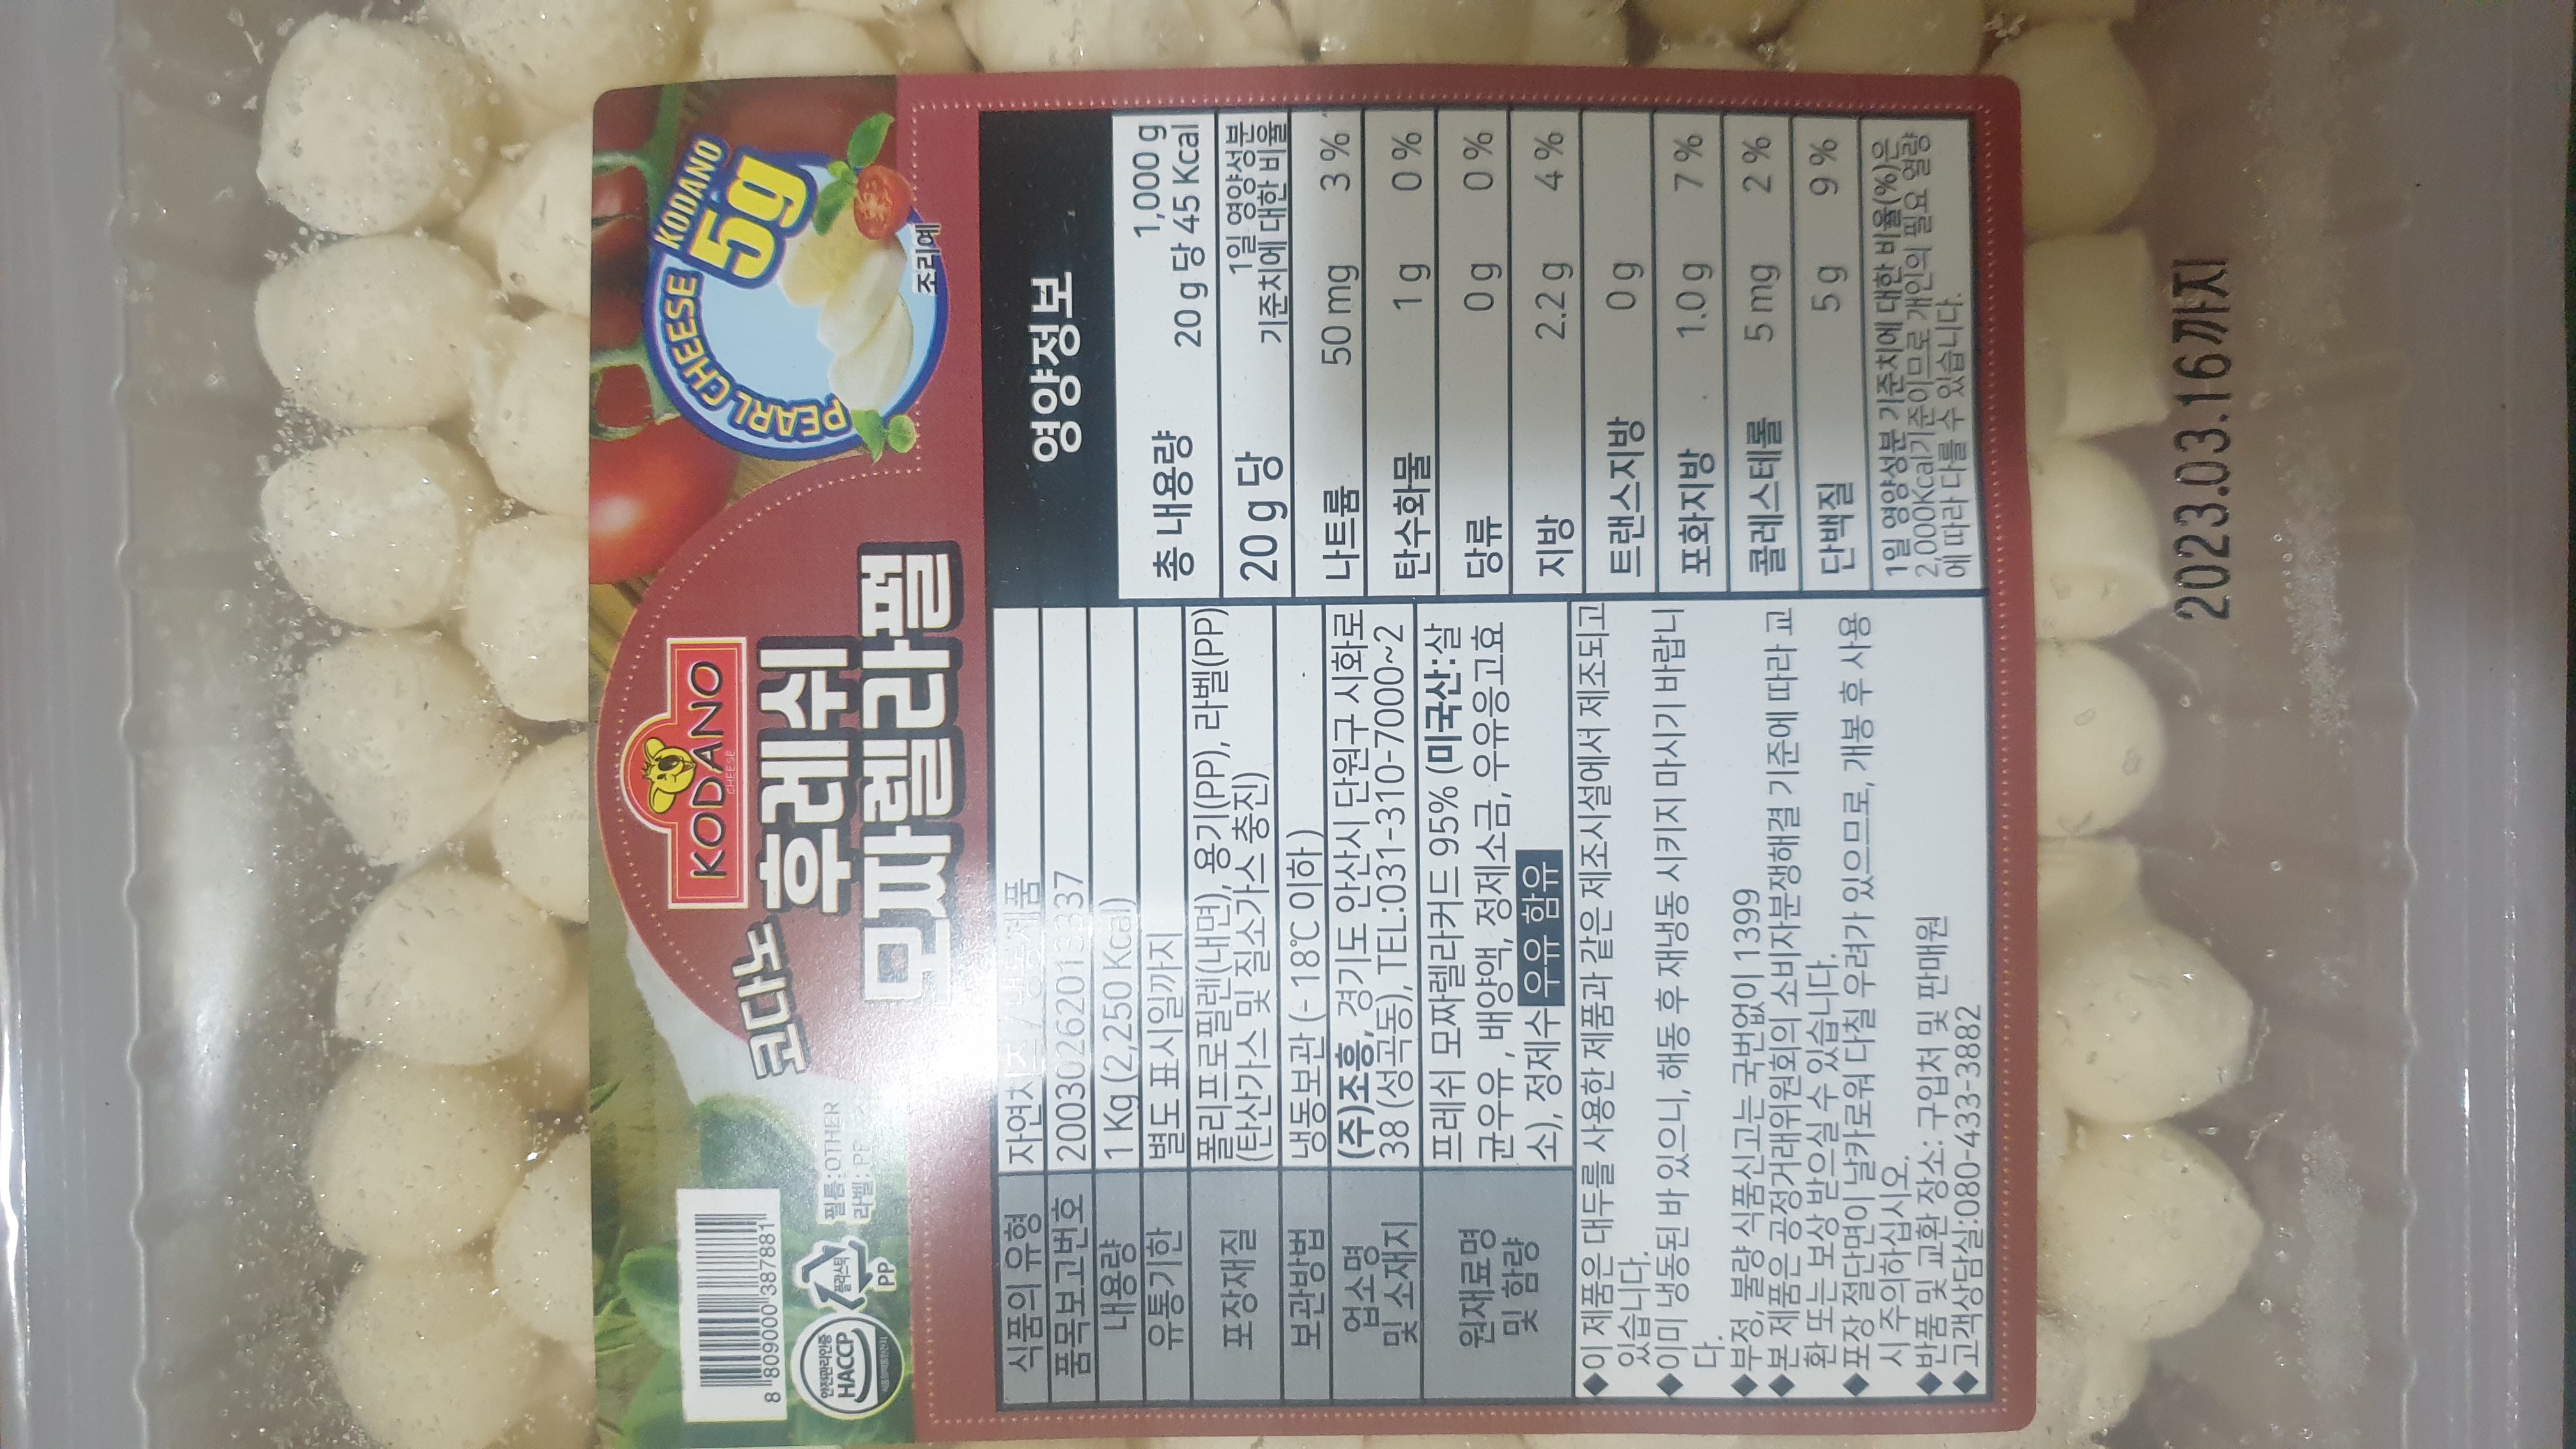 KODANO
CHEESE
코다노
후레쉬
모짜렐라펄
PEARL CHEESE
KODANO
5g
조리예
8 809000 387881
안전관리인증
HACCP
플라스틱
PP
필름:OTHER
라벨:PP
식품의 유형 자연치즈 / 냉동제품
품목보고번호
내용량 1 Kg (2,250 Kcal)
유통기한 별도 표시일까지
포장재질 폴리프로필렌(내면), 용기(PP), 라벨(PP)
(탄산가스 및 질소가스 충진)
보관방법 냉동보관 (- 18℃ 이하)
업소명
및 소재지
(주)조흥, 경기도 안산시 단원구 시화로
38 (성곡동), TEL:031-310-7000~2
원재료명
및 함량
프레쉬 모짜렐라커드 95% (미국산:살
균우유, 배양액, 정제소금, 우유응고효
소), 정제수 우유 함유
◆이 제품은 대두를 사용한 제품과 같은 제조시설에서 제조되고
있습니다.
◆이미 냉동된 바 있으니, 해동 후 재냉동 시키지 마시기 바랍니
다.
◆부정, 불량 식품신고는 국번없이 1399
◆본 제품은 공정거래위원회의 소비자분쟁해결 기준에 따라 교
환 또는 보상 받으실 수 있습니다.
◆포장 절단면이 날카로워 다칠 우려가 있으므로, 개봉 후 사용
시 주의하십시오.
◆반품 및 교환 장소: 구입처 및 판매원
◆고객상담실:080-433-3882
영양정보
총 내용량 1,000 g
20 g 당 45 Kcal
20 g 당 1일 영양성분
기준치에 대한 비율
나트륨 50 mg 3 %
탄수화물 1 g 0 %
당류 0 g 0 %
지방 2.2 g 4 %
트랜스지방 0 g
포화지방 1.0 g 7 %
콜레스테롤 5 mg 2 %
단백질 5 g 9 %
1일 영양성분 기준치에 대한 비율(%)은
2,000Kcal기준이므로 개인의 필요 열량
에 따라 다를 수 있습니다.
2023.03.16까지